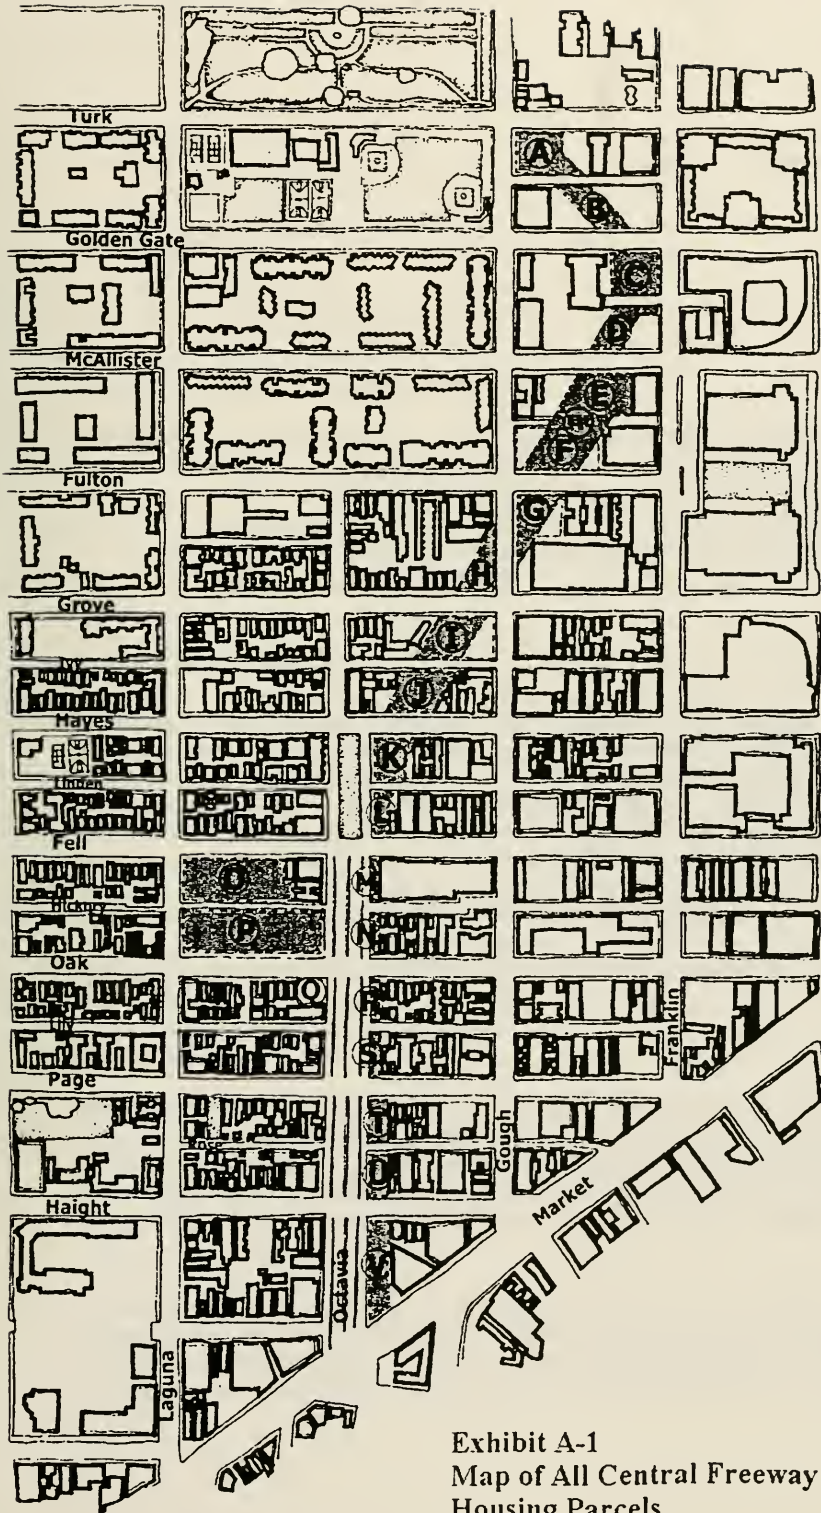 Turk
A
B
Golden Gate
C
D
McAllister
E
F
Fulton
G
H
Grove
I
Ivy
J
Hayes
K
Linden
L
Fell
O
M
P
N
Oak
Franklin
R
Lily
S
Page
Gough
T
Rose
U
Haight
Market
Octavia
V
Laguna
Exhibit A-1
Map of All Central Freeway
Housing Parcels